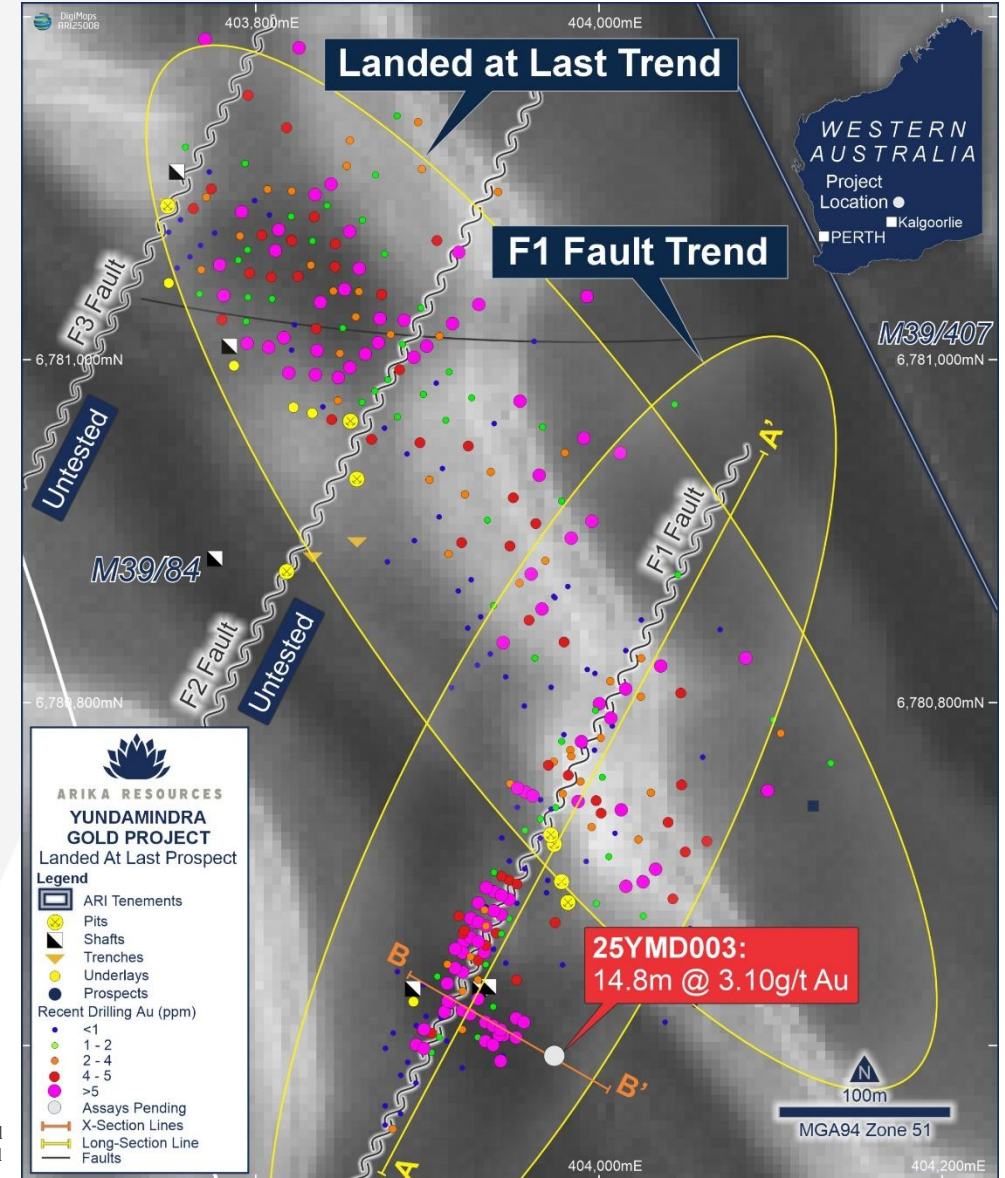 DigiMaps
ARI25008
403,800mE
404,000mE
Landed at Last Trend
WESTERN
AUSTRALIA
Project
Location
Kalgoorlie
PERTH
F1 Fault Trend
F3 Fault
M39/407
6,781,000mN
6,781,000mN
Untested
A'
F1 Fault
M39/84
F2 Fault
Untested
6,780,800mN
6,780,800mN
ARIKA RESOURCES
YUNDAMINDRA
GOLD PROJECT
Landed At Last Prospect
Legend
ARI Tenements
Pits
Shafts
Trenches
Underlays
Prospects
Recent Drilling Au (ppm)
<1
1 - 2
2 - 4
4 - 5
>5
Assays Pending
X-Section Lines
Long-Section Line
Faults
25YMD003:
14.8m @ 3.10g/t Au
B
B'
A
N
100m
MGA94 Zone 51
404,000mE
404,200mE